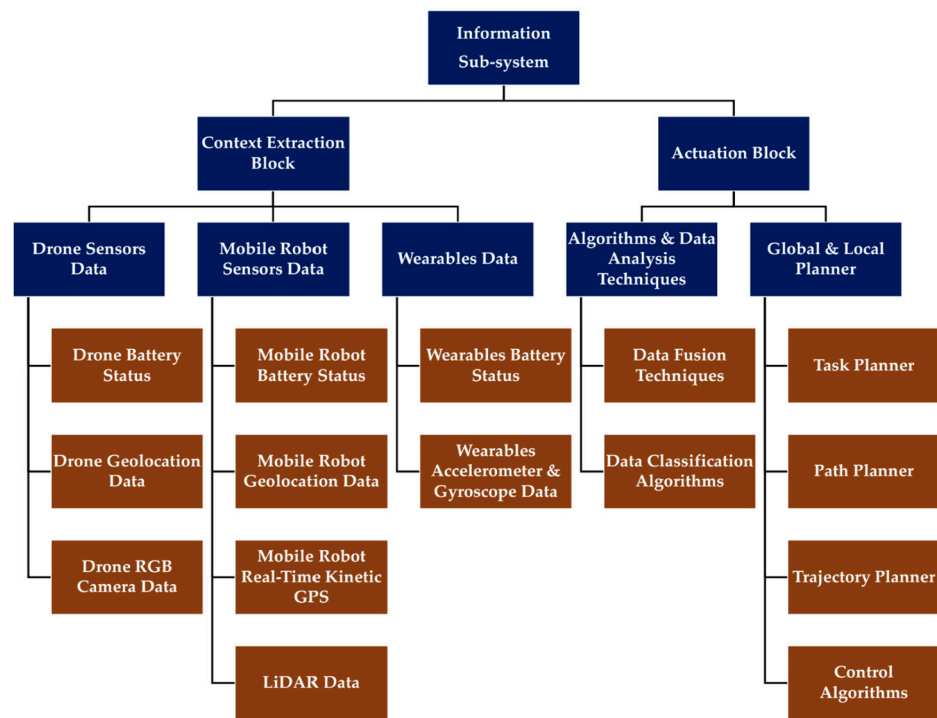 Information
Sub-system
Context Extraction
Block
Actuation Block
Drone Sensors
Data
Mobile Robot
Sensors Data
Wearables Data
Algorithms & Data
Analysis
Techniques
Global & Local
Planner
Drone Battery
Status
Mobile Robot
Battery Status
Wearables Battery
Status
Data Fusion
Techniques
Task Planner
Drone Geolocation
Data
Mobile Robot
Geolocation Data
Wearables
Accelerometer &
Gyroscope Data
Data Classification
Algorithms
Path Planner
Drone RGB
Camera Data
Mobile Robot
Real-Time Kinetic
GPS
Trajectory Planner
LiDAR Data
Control
Algorithms